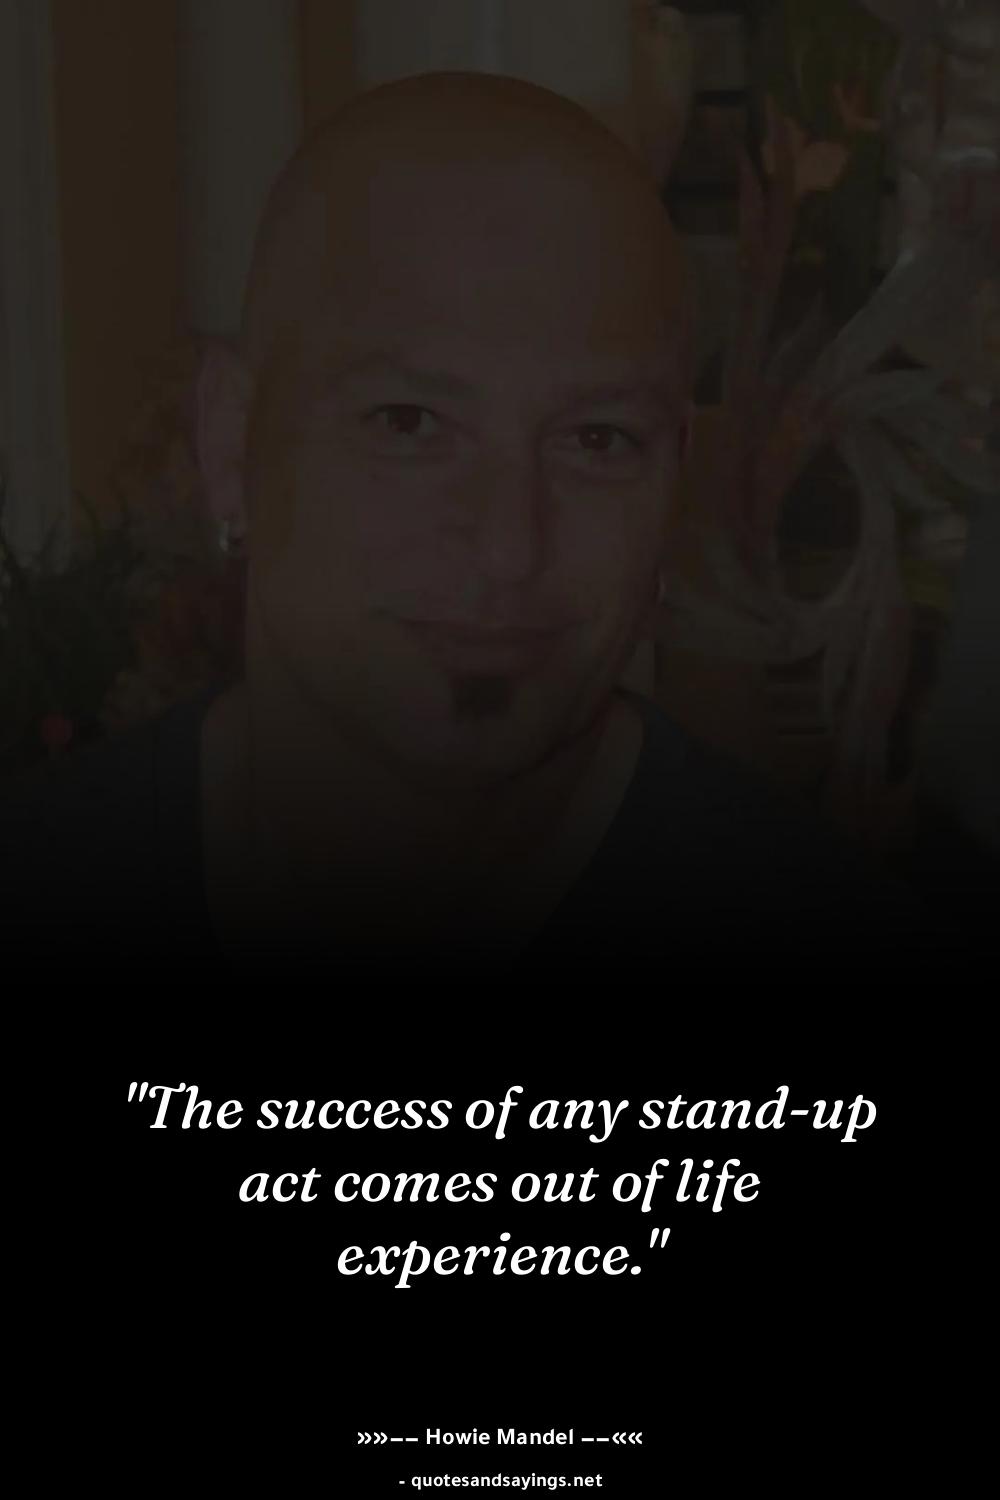 "The success of any stand-up
act comes out of life
experience."
»»−− Howie Mandel −−««
- quotesandsayings.net